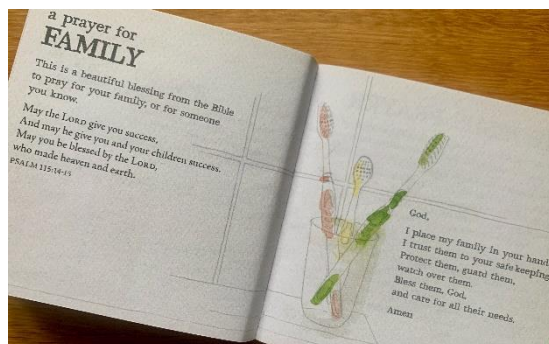 a prayer for
FAMILY
This is a beautiful blessing from the Bible
to pray for your family, or for someone
you know.
May the LORD give you success,
And may he give you and your children success.
May you be blessed by the LORD,
who made heaven and earth.
PSALM 115:14-15
God,
I place my family in your hand
I trust them to your safe keeping
Protect them, guard them,
watch over them.
Bless them, God,
and care for all their needs.
Amen